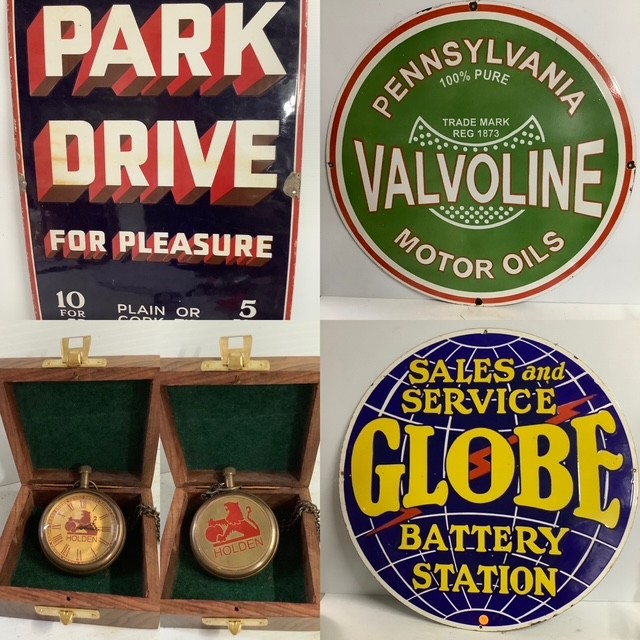 PARK
DRIVE
FOR PLEASURE
10
FOR
PLAIN OR
5
PENNSYLVANIA
100% PURE
TRADE MARK
REG 1873
VALVOLINE
MOTOR OILS
HOLDEN
HOLDEN
SALES and
SERVICE
GLOBE
BATTERY
STATION